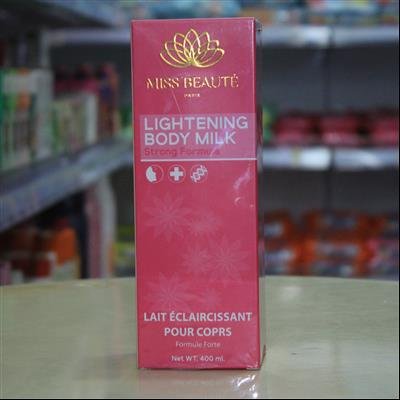 MISS BEAUTÉ
PARIS
LIGHTENING
BODY MILK
Strong Formula
LAIT ÉCLAIRCISSANT
POUR COPRS
Formule Forte
NET WT. 400 ml.